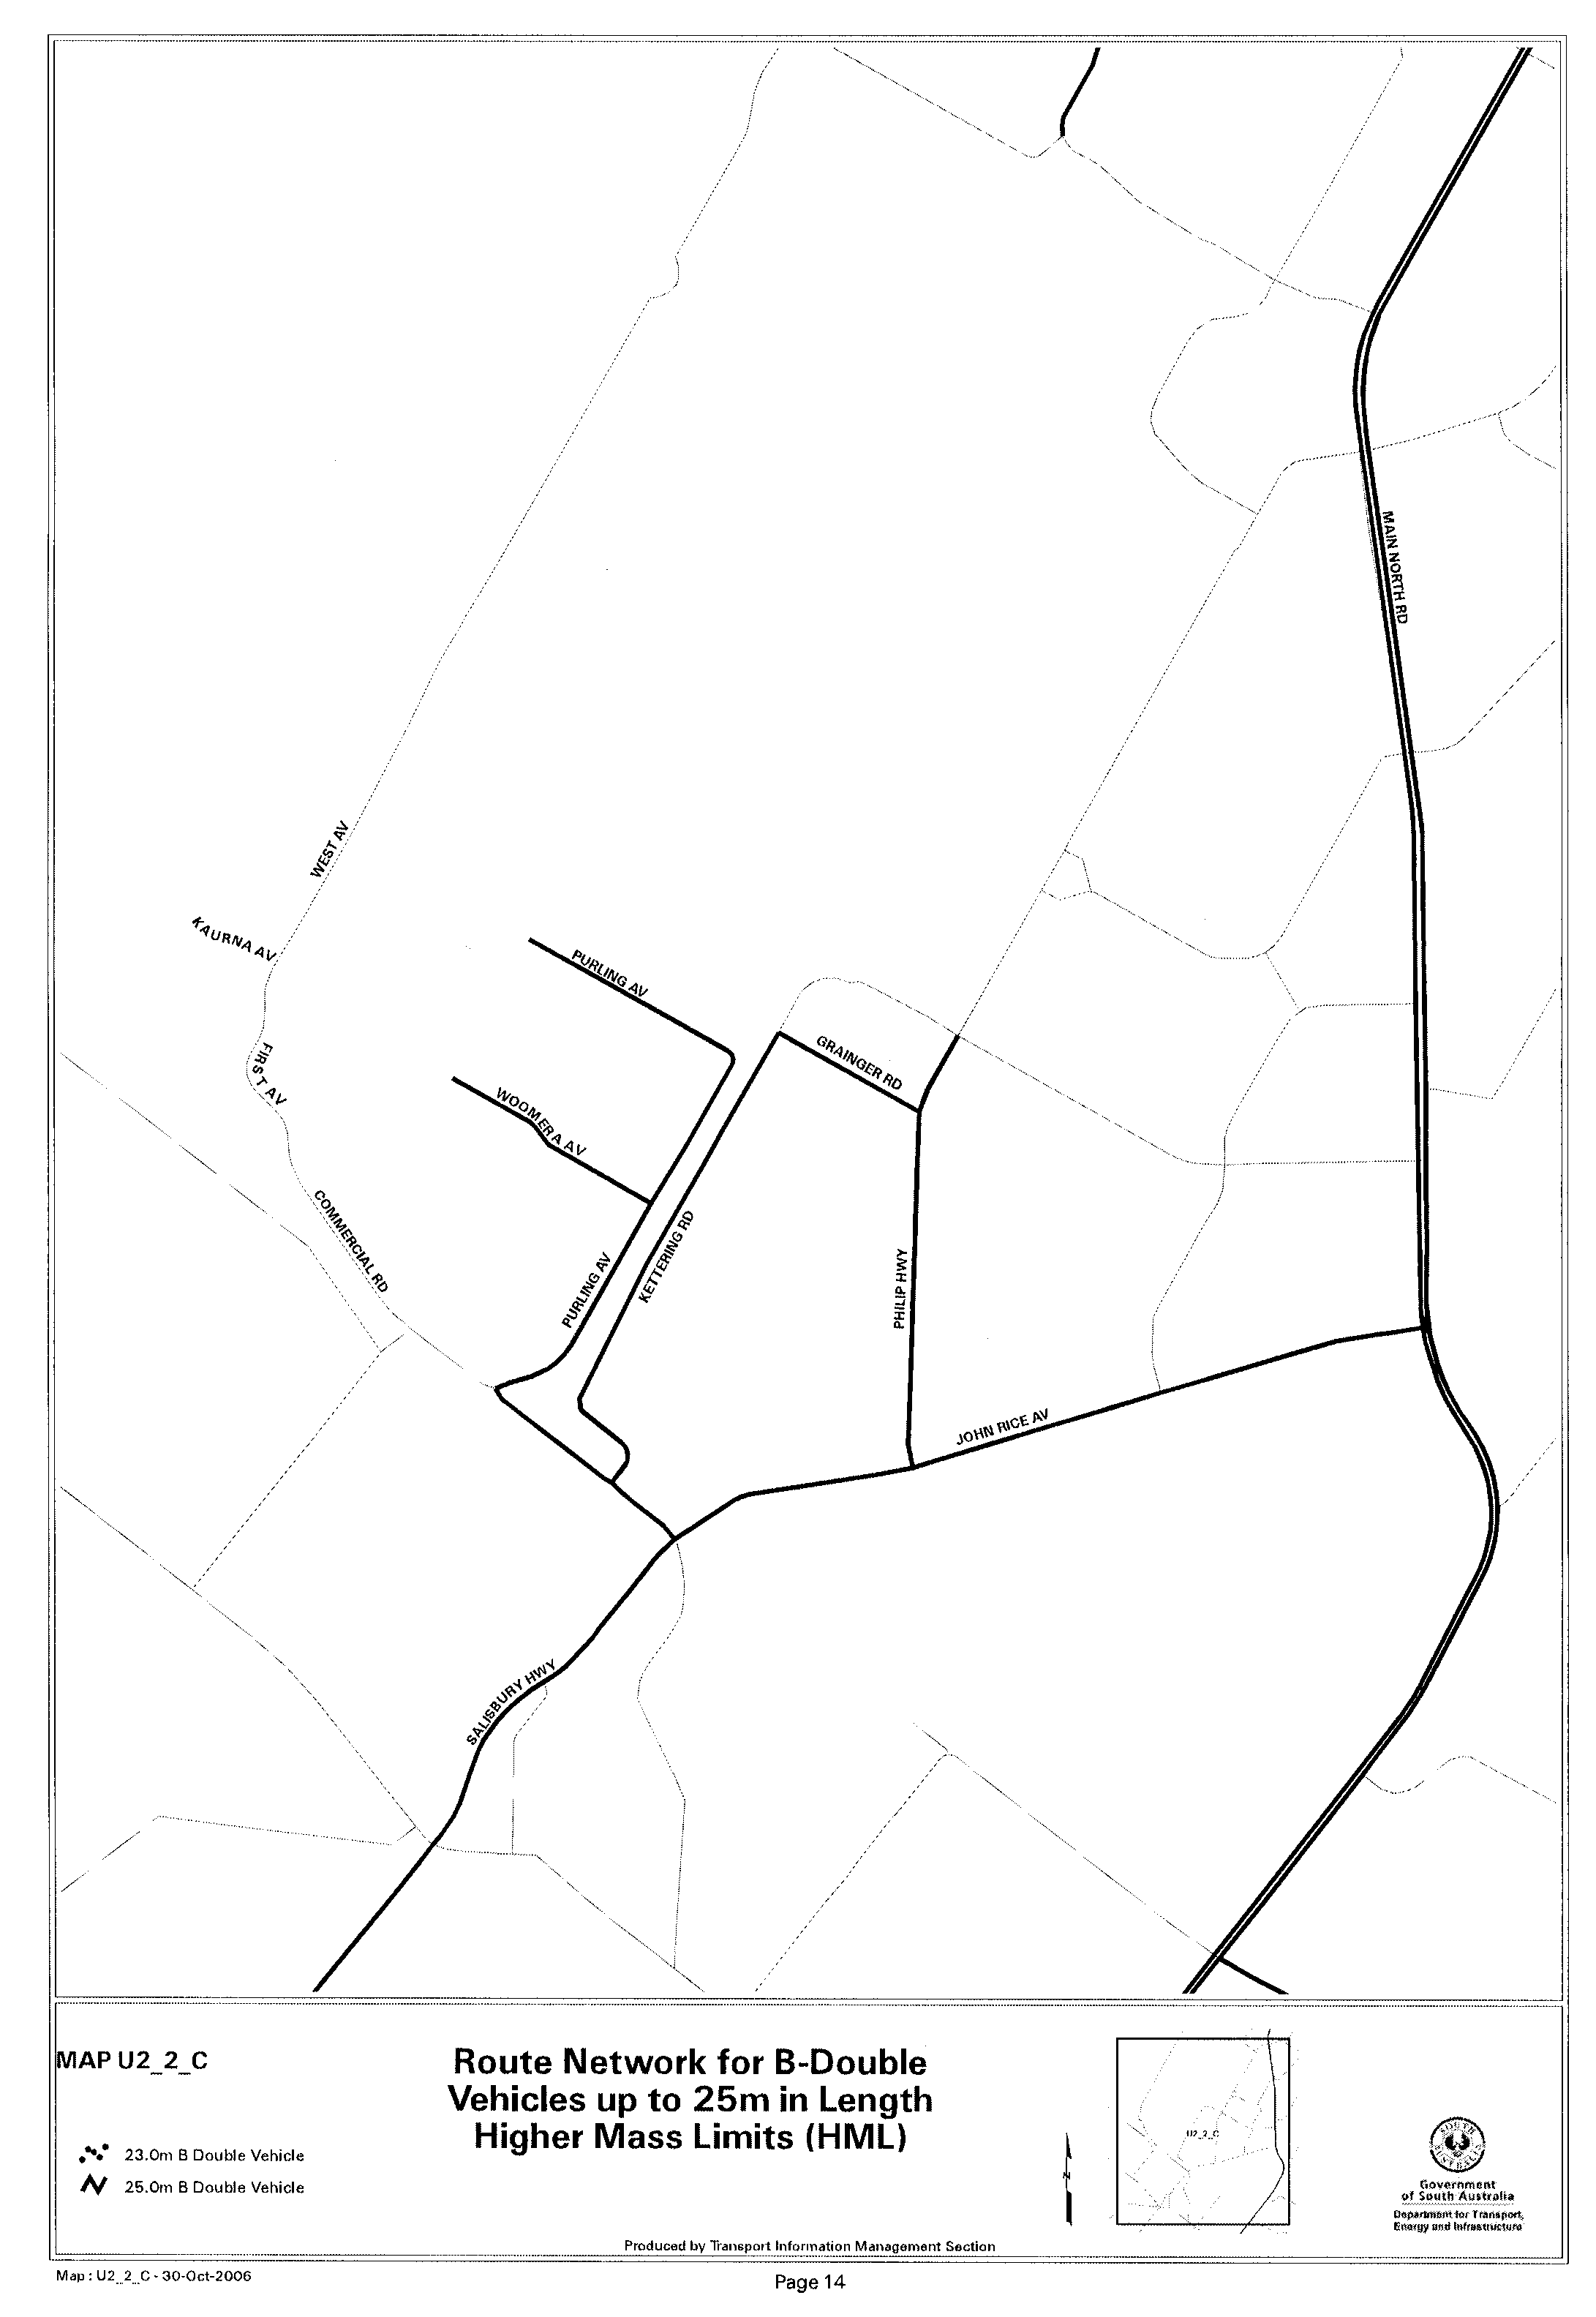 MAIN NORTH RD
WEST AV
KAURNA AV
PURLING AV
FIRST AV
GRAINGER RD
WOOMERA AV
COMMERCIAL RD
PURLING AV
KETTERING RD
PHILIP HWY
JOHN RICE AV
SALISBURY HWY
MAP U2_2_C
Route Network for B-Double
Vehicles up to 25m in Length
Higher Mass Limits (HML)
23.0m B Double Vehicle
25.0m B Double Vehicle
N
U2_2_C
SOUTH
AUSTRALIA
Government
of South Australia
Department for Transport,
Energy and Infrastructure
Produced by Transport Information Management Section
Map : U2_2_C - 30-Oct-2006
Page 14